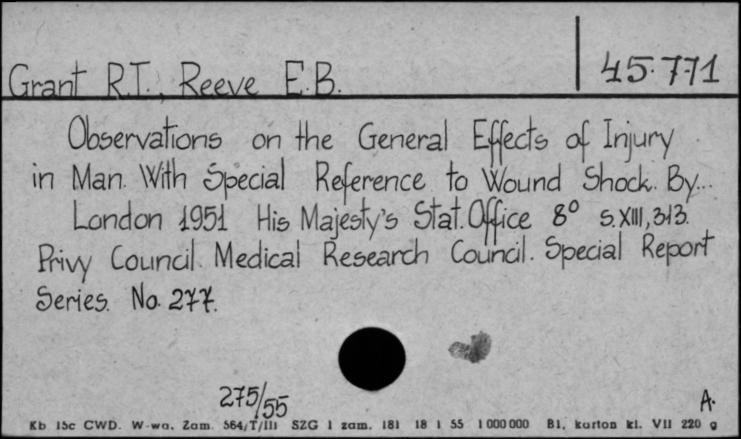 Grant R.T., Reeve E.B.
45.771
Observations on the General Effects of Injury
in Man. With Special Reference to Wound Shock. By...
London 1951 His Majesty's Stat. Office 8° s. XIII, 313.
Privy Council. Medical Research Council. Special Report
Series. No. 277.
275/55
A.
Kb 15c CWD. W-wa. Zam. 564/T/III SZG 1 zam. 181 18 1 55 1 000 000 B1. karton kl. VII 220 g